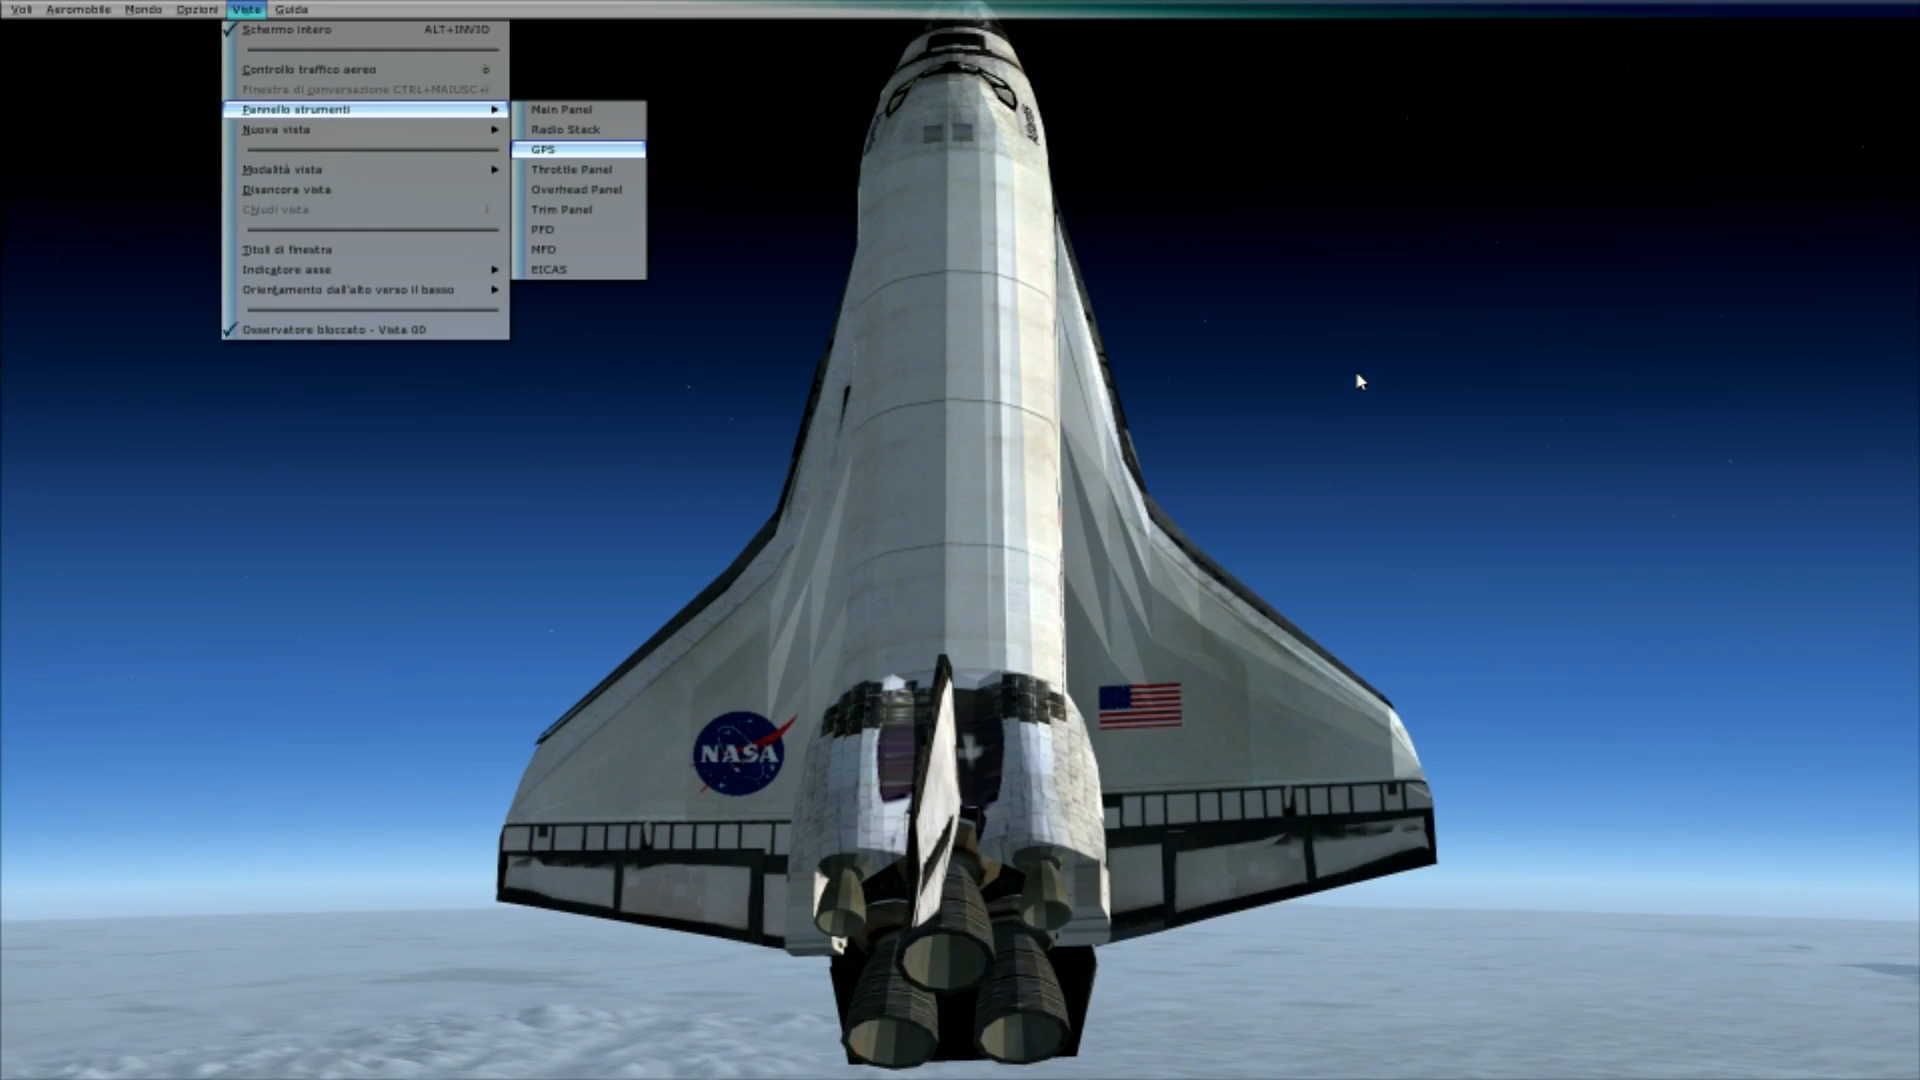 Voli Aeromobile Mondo Opzioni Viste Guida
Schermo intero ALT+INVIO
Controllo traffico aereo ò
Finestra di conversazione CTRL+MAIUSC+ì
Pannello strumenti
Nuova vista
Modalità vista
Disancora vista
Chiudi vista ì
Titoli di finestra
Indicatore asse
Orientamento dall'alto verso il basso
Osservatore bloccato - Vista 00
Main Panel
Radio Stack
GPS
Throttle Panel
Overhead Panel
Trim Panel
PFD
MFD
EICAS
NASA